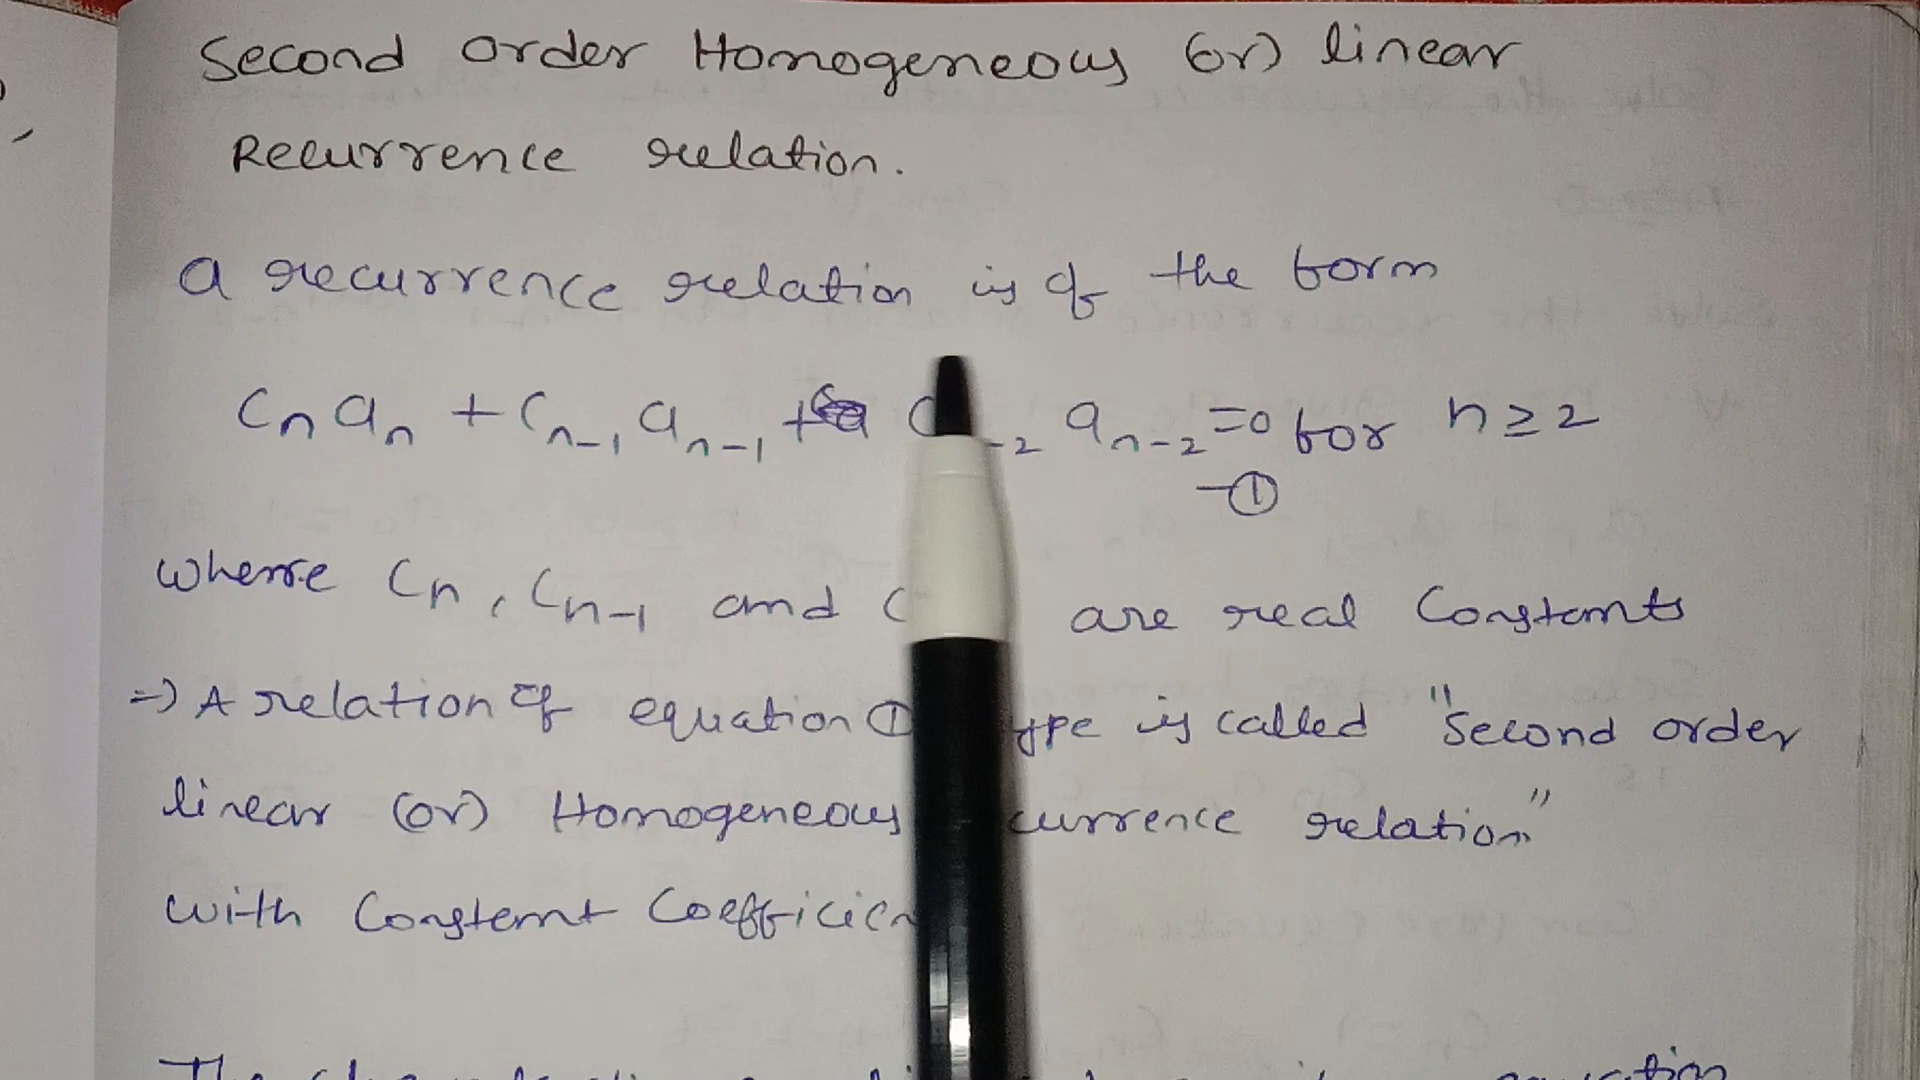 Second order Homogeneous (or) linear
Recurrence relation.
a recurrence relation is of the form
Cn an + Cn-1 an-1 + C -2 an-2 = 0 for n ≥ 2
-①
where Cn, Cn-1 and C are real Constants
=) A relation of equation ① ype is called "Second order
linear (or) Homogeneous currence relation"
with Constant Coefficien